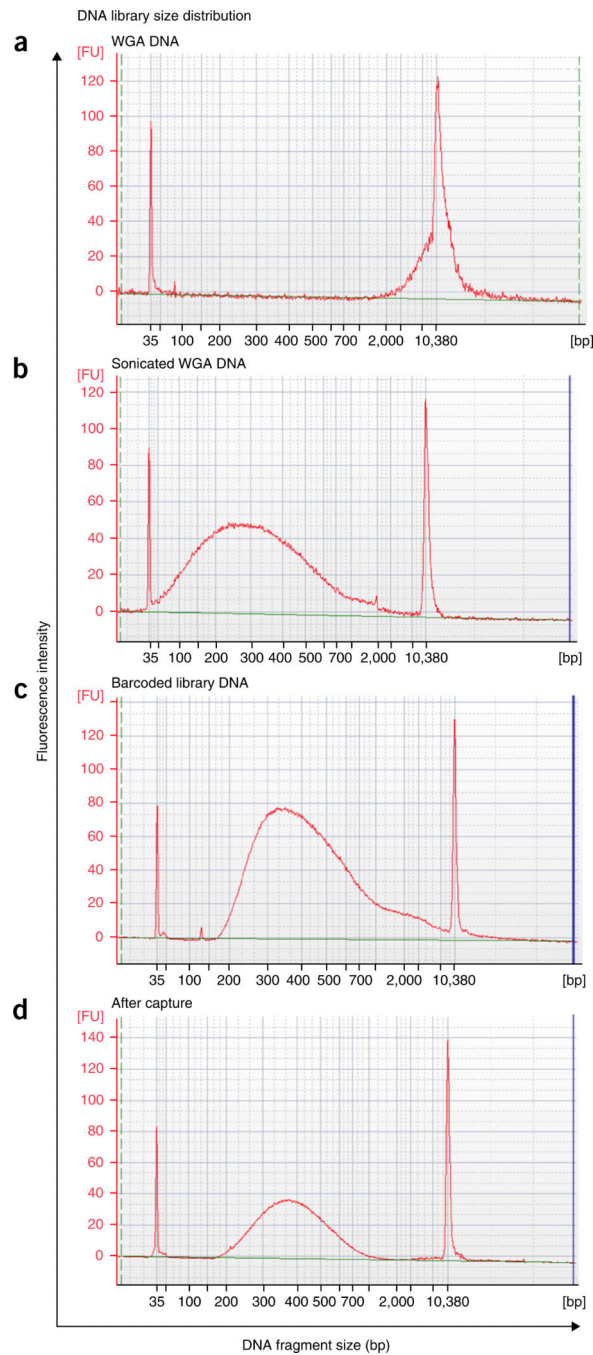 DNA library size distribution
a
WGA DNA
[FU]
120
100
80
60
40
20
0
35 100 200 300 400 500 700 2,000 10,380 [bp]
b
Sonicated WGA DNA
[FU]
120
100
80
60
40
20
0
35 100 200 300 400 500 700 2,000 10,380 [bp]
Fluorescence intensity
c
Barcoded library DNA
[FU]
120
100
80
60
40
20
0
35 100 200 300 400 500 700 2,000 10,380 [bp]
d
After capture
[FU]
140
120
100
80
60
40
20
0
35 100 200 300 400 500 700 2,000 10,380 [bp]
DNA fragment size (bp)